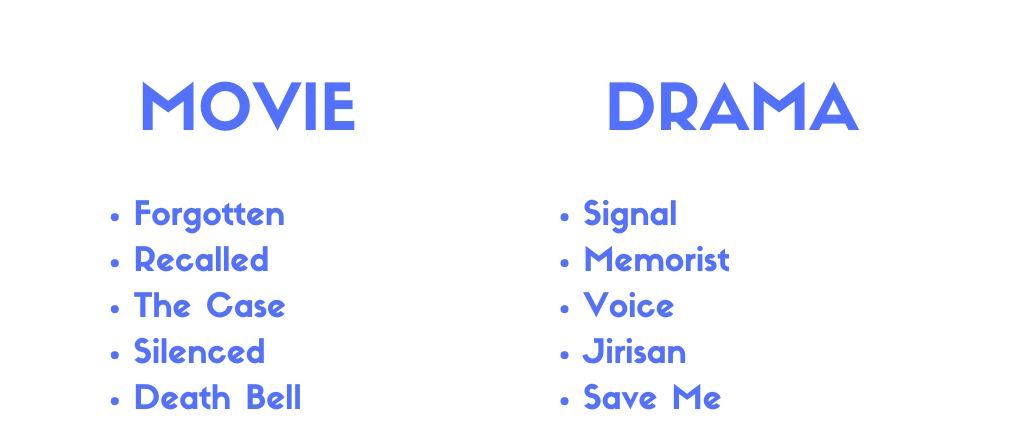 MOVIE
• Forgotten
• Recalled
• The Case
• Silenced
• Death Bell
DRAMA
• Signal
• Memorist
• Voice
• Jirisan
• Save Me